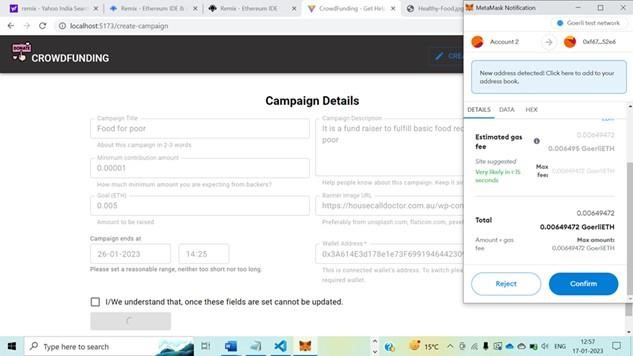 remix - Yahoo India Sear
Remix - Ethereum IDE &
Remix - Ethereum IDE &
CrowdFunding - Get Hel
Healthy-Food.jpg
localhost:5173/create-campaign
CROWDFUNDING
CRE
Campaign Details
Campaign Title
Food for poor
About this campaign in 2-3 words
Minimum contribution amount
0.00001
How much minimum amount you are expecting from backers?
Goal (ETH)
0.005
Amount to be raised
Campaign ends at
26-01-2023
14:25
Please set a reasonable range, neither too short nor too long.
Campaign Description
It is a fund raiser to fulfill basic food req
poor
Help people know about this campaign. Keep it sim
Banner image URL
https://housecalldoctor.com.au/wp-con
Preferably from unsplash.com, flaticon.com, pexel
Wallet Address *
This is connected wallet's address. To switch pleas
required wallet.
I/We understand that, once these fields are set cannot be updated.
MetaMask Notification
Goerli test network
Account 2
0xf67...52e6
New address detected! Click here to add to your
address book.
DETAILS
DATA
HEX
Estimated gas
fee
0.00649472
0.006495 GoerliETH
Site suggested
Very likely in < 15
seconds
Max
fee:
0.00649472 GoerliETH
Total
0.00649472
0.00649472 GoerliETH
Amount + gas
fee
Max amount:
0.00649472 GoerliETH
Reject
Confirm
Type here to search
15°C
ENG
12:57
17-01-2023